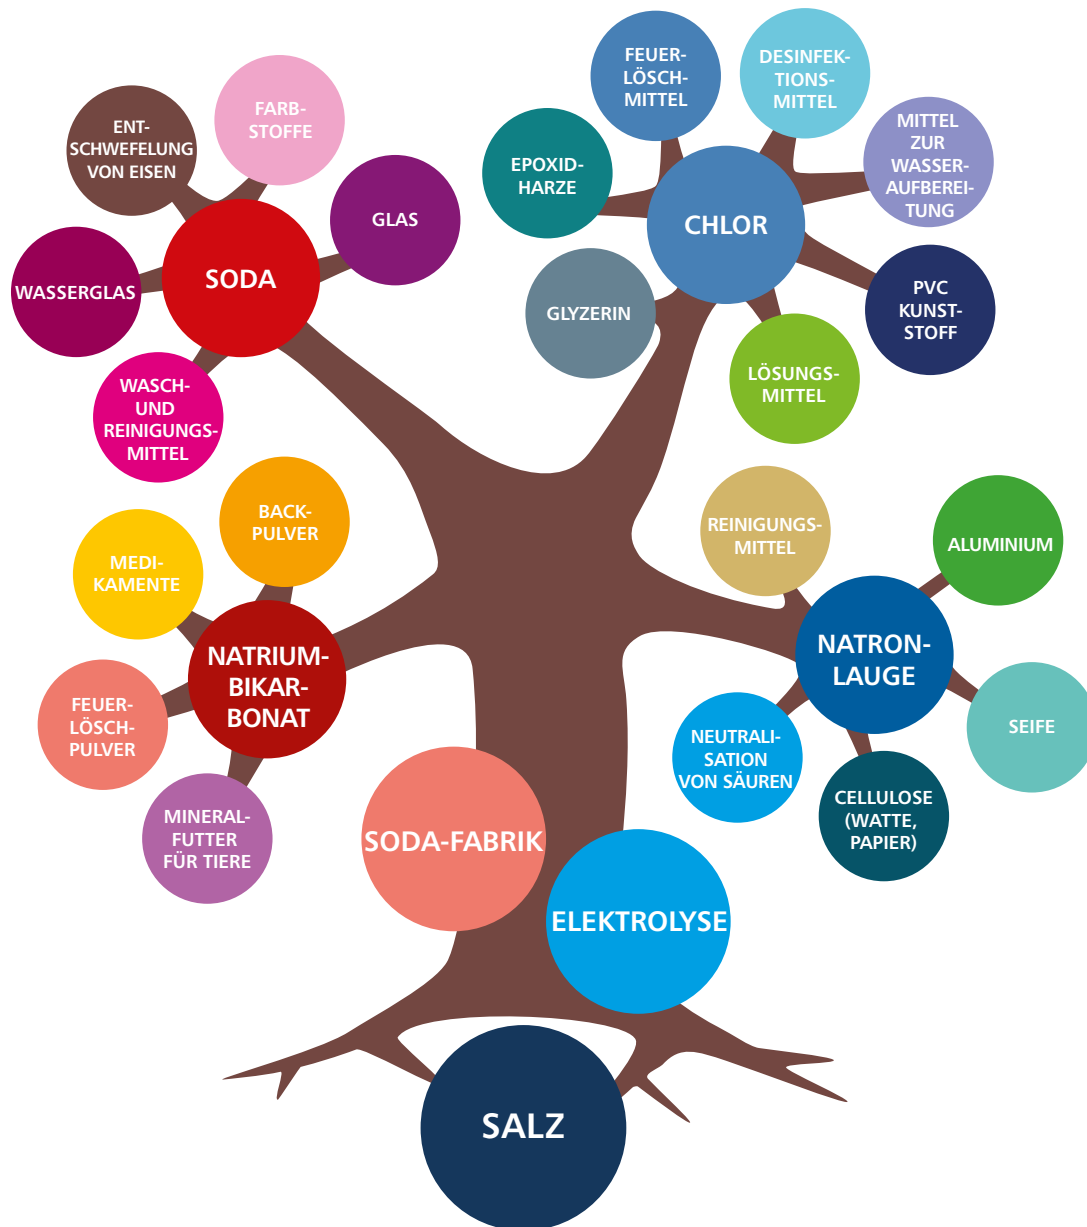 FEUER-
LÖSCH-
MITTEL
DESINFEK-
TIONS-
MITTEL
ENT-
SCHWEFELUNG
VON EISEN
FARB-
STOFFE
MITTEL
ZUR
WASSER-
AUFBEREI-
TUNG
EPOXID-
HARZE
GLAS
CHLOR
SODA
WASSERGLAS
GLYZERIN
PVC
KUNST-
STOFF
LÖSUNGS-
MITTEL
WASCH-
UND
REINIGUNGS-
MITTEL
BACK-
PULVER
REINIGUNGS-
MITTEL
ALUMINIUM
MEDI-
KAMENTE
NATRIUM-
BIKAR-
BONAT
NATRON-
LAUGE
FEUER-
LÖSCH-
PULVER
SEIFE
NEUTRALI-
SATION
VON SÄUREN
CELLULOSE
(WATTE,
PAPIER)
MINERAL-
FUTTER
FÜR TIERE
SODA-FABRIK
ELEKTROLYSE
SALZ